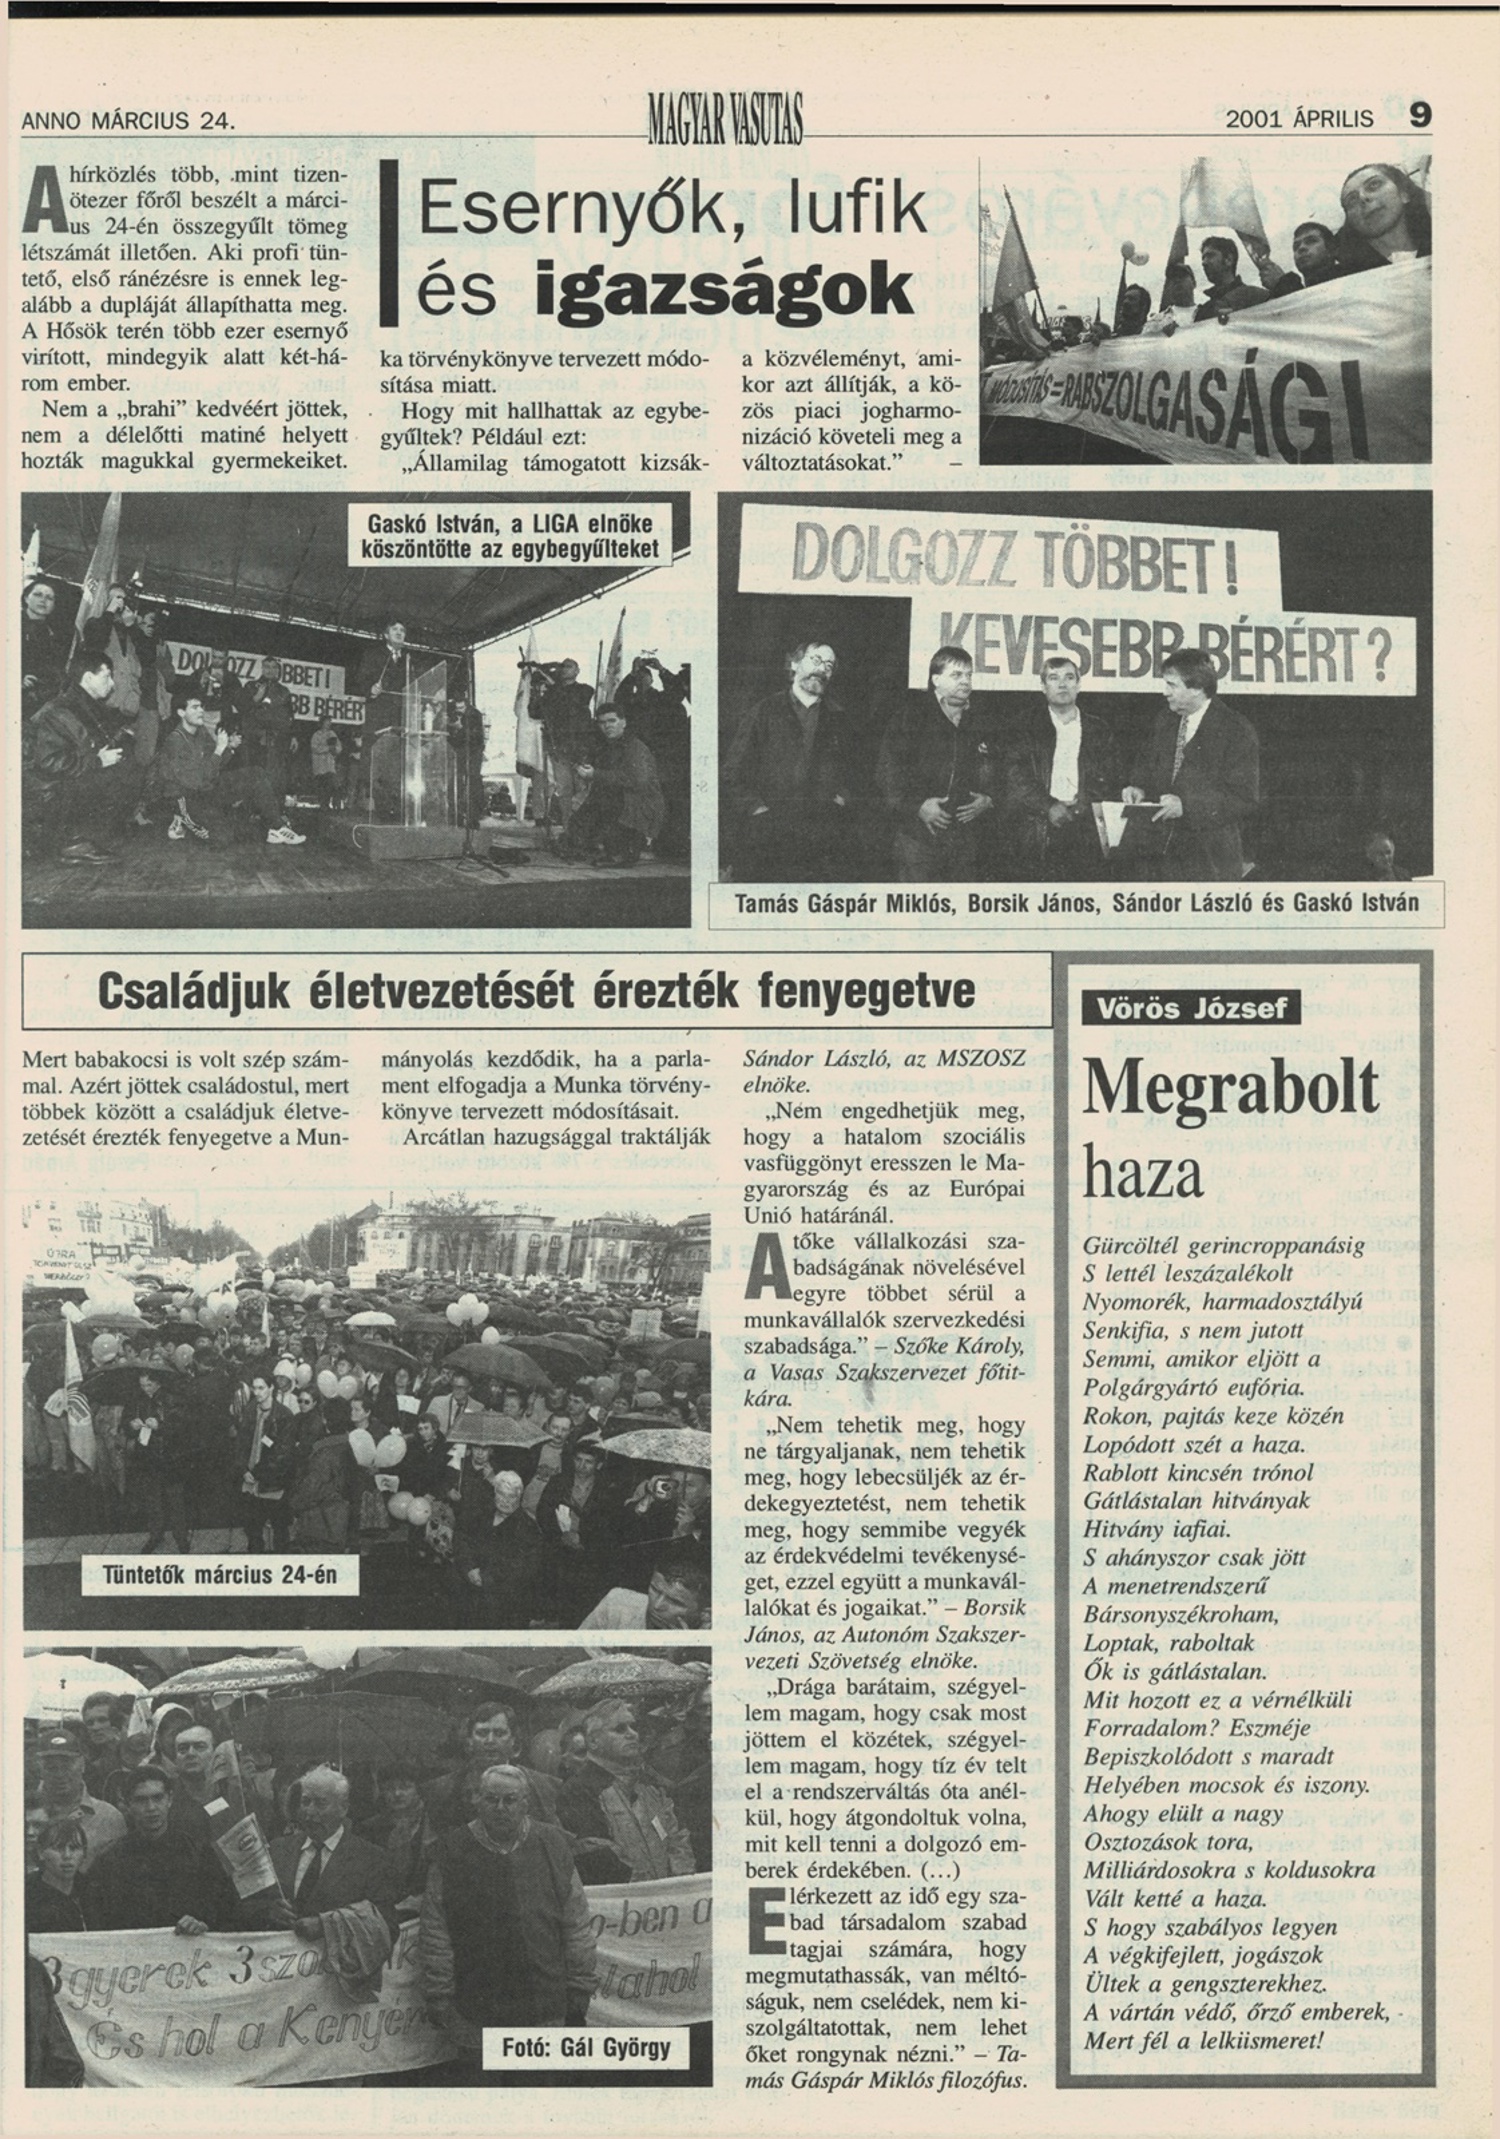 ANNO MÁRCIUS 24.
MAGYAR VASUTAS
2001 ÁPRILIS 9
Esernyők, lufik
és igazságok
A hírközlés több, mint tizen-
ötezer főről beszélt a márci-
us 24-én összegyűlt tömeg
létszámát illetően. Aki profi tün-
tető, első ránézésre is ennek leg-
alább a dupláját állapíthatta meg.
A Hősök terén több ezer esernyő
virított, mindegyik alatt két-há-
rom ember.
Nem a „brahi” kedvéért jöttek,
nem a délelőtti matiné helyett
hozták magukkal gyermekeiket.
ka törvénykönyve tervezett módo-
sítása miatt.
Hogy mit hallhattak az egybe-
gyűltek? Például ezt:
„Államilag támogatott kizsák-
a közvéleményt, ami-
kor azt állítják, a kö-
zös piaci jogharmo-
nizáció követeli meg a
változtatásokat.” –
MÓDOSÍTÁS=RABSZOLGASÁG!
Gaskó István, a LIGA elnöke
köszöntötte az egybegyűlteket
DOLGOZZ TÖBBET!
BB BÉRÉRT
DOLGOZZ TÖBBET!
KEVESEBB BÉRÉRT?
Tamás Gáspár Miklós, Borsik János, Sándor László és Gaskó István
Családjuk életvezetését érezték fenyegetve
Mert babakocsi is volt szép szám-
mal. Azért jöttek családostul, mert
többek között a családjuk életve-
zetését érezték fenyegetve a Mun-
mányolás kezdődik, ha a parla-
ment elfogadja a Munka törvény-
könyve tervezett módosításait.
Arcátlan hazugsággal traktálják
Sándor László, az MSZOSZ
elnöke.
„Nem engedhetjük meg,
hogy a hatalom szociális
vasfüggönyt eresszen le Ma-
gyarország és az Európai
Unió határánál.
A tőke vállalkozási sza-
badságának növelésével
egyre többet sérül a
munkavállalók szervezkedési
szabadsága.” – Szőke Károly,
a Vasas Szakszervezet főtit-
kára.
„Nem tehetik meg, hogy
ne tárgyaljanak, nem tehetik
meg, hogy lebecsüljék az ér-
dekegyeztetést, nem tehetik
meg, hogy semmibe vegyék
az érdekvédelmi tevékenysé-
get, ezzel együtt a munkavál-
lalókat és jogaikat.” – Borsik
János, az Autonóm Szakszer-
vezeti Szövetség elnöke.
„Drága barátaim, szégyel-
lem magam, hogy csak most
jöttem el közétek, szégyel-
lem magam, hogy tíz év telt
el a rendszerváltás óta anél-
kül, hogy átgondoltuk volna,
mit kell tenni a dolgozó em-
berek érdekében. (...)
Elérkezett az idő egy sza-
bad társadalom szabad
tagjai számára, hogy
megmutathassák, van méltó-
ságuk, nem cselédek, nem ki-
szolgáltatottak, nem lehet
őket rongynak nézni.” – Ta-
más Gáspár Miklós filozófus.
ÚJRA
Tüntetők március 24-én
3 gyerek 3 szo
És hol a Kenyer
0-ben a
ahol
Fotó: Gál György
Vörös József
Megrabolt
haza
Gürcöltél gerincroppanásig
S lettél leszázalékolt
Nyomorék, harmadosztályú
Senkifia, s nem jutott
Semmi, amikor eljött a
Polgárgyártó eufória.
Rokon, pajtás keze közén
Lopódott szét a haza.
Rablott kincsén trónol
Gátlástalan hitványak
Hitvány iafiai.
S ahányszor csak jött
A menetrendszerű
Bársonyszékroham,
Loptak, raboltak
Ők is gátlástalan.
Mit hozott ez a vérnélküli
Forradalom? Eszméje
Bepiszkolódott s maradt
Helyében mocsok és iszony.
Ahogy elült a nagy
Osztozások tora,
Milliárdosokra s koldusokra
Vált ketté a haza.
S hogy szabályos legyen
A végkifejlett, jogászok
Ültek a gengszterekhez.
A vártán védő, őrző emberek,
Mert fél a lelkiismeret!